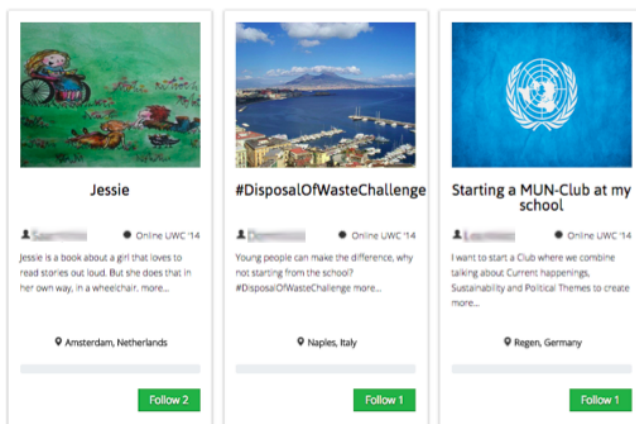 Jessie
Online UWC '14
Jessie is a book about a girl that loves to
read stories out loud. But she does that in
her own way, in a wheelchair. more...
Amsterdam, Netherlands
Follow 2
#DisposalOfWasteChallenge
Online UWC '14
Young people can make the difference, why
not starting from the school?
#DisposalOfWasteChallenge more...
Naples, Italy
Follow 1
Starting a MUN-Club at my
school
Online UWC '14
I want to start a Club where we combine
talking about Current happenings,
Sustainability and Political Themes to create
more...
Regen, Germany
Follow 1